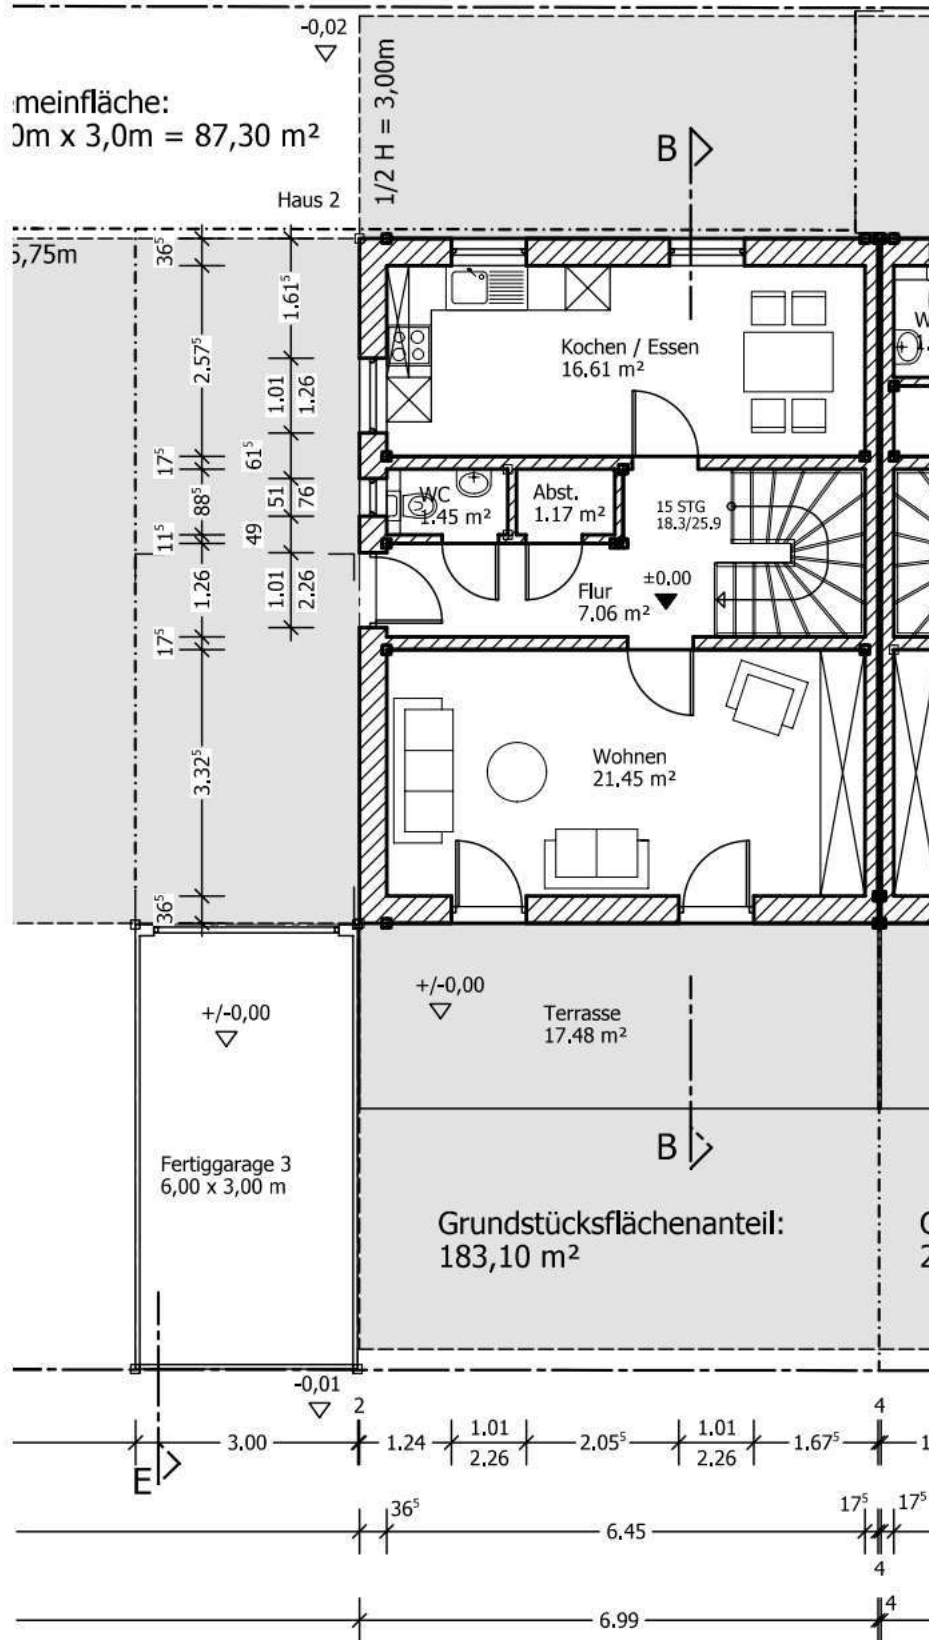 -0,02
1/2 H = 3,00m
meinfläche:
0m x 3,0m = 87,30 m²
B
Haus 2
5,75m
36⁵
1.61⁵
2.57⁵
1.01
1.26
Kochen / Essen
16.61 m²
17⁵
61⁵
88⁵
51
76
WC
1.45 m²
Abst.
1.17 m²
15 STG
18.3/25.9
11⁵
49
1.26
1.01
2.26
Flur
7.06 m²
±0.00
17⁵
3.32⁵
Wohnen
21.45 m²
36⁵
+/-0,00
+/-0,00
Terrasse
17.48 m²
B
Fertiggarage 3
6,00 x 3,00 m
Grundstücksflächenanteil:
183,10 m²
-0,01
2
4
3.00
1.24
1.01
2.26
2.05⁵
1.01
2.26
1.67⁵
E
36⁵
6.45
17⁵
17⁵
4
6.99
4